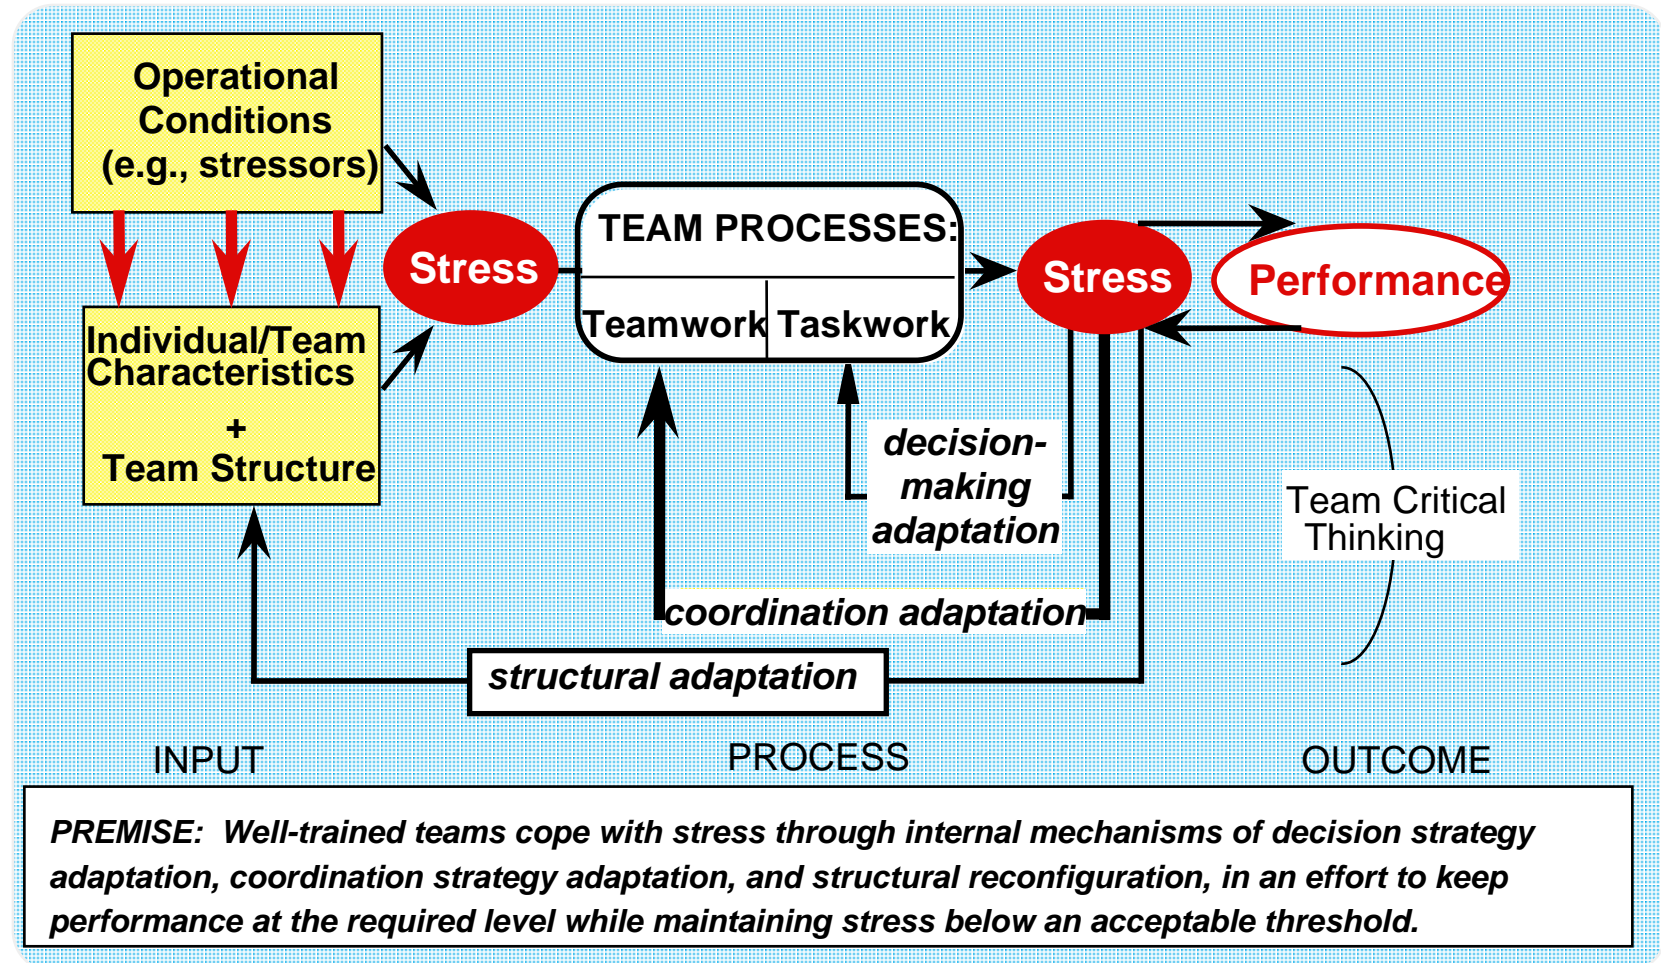 Operational
Conditions
(e.g., stressors)
Individual/Team
Characteristics
+
Team Structure
Stress
TEAM PROCESSES:
Teamwork
Taskwork
Stress
Performance
decision-
making
adaptation
coordination adaptation
structural adaptation
Team Critical
Thinking
INPUT
PROCESS
OUTCOME
PREMISE: Well-trained teams cope with stress through internal mechanisms of decision strategy
adaptation, coordination strategy adaptation, and structural reconfiguration, in an effort to keep
performance at the required level while maintaining stress below an acceptable threshold.